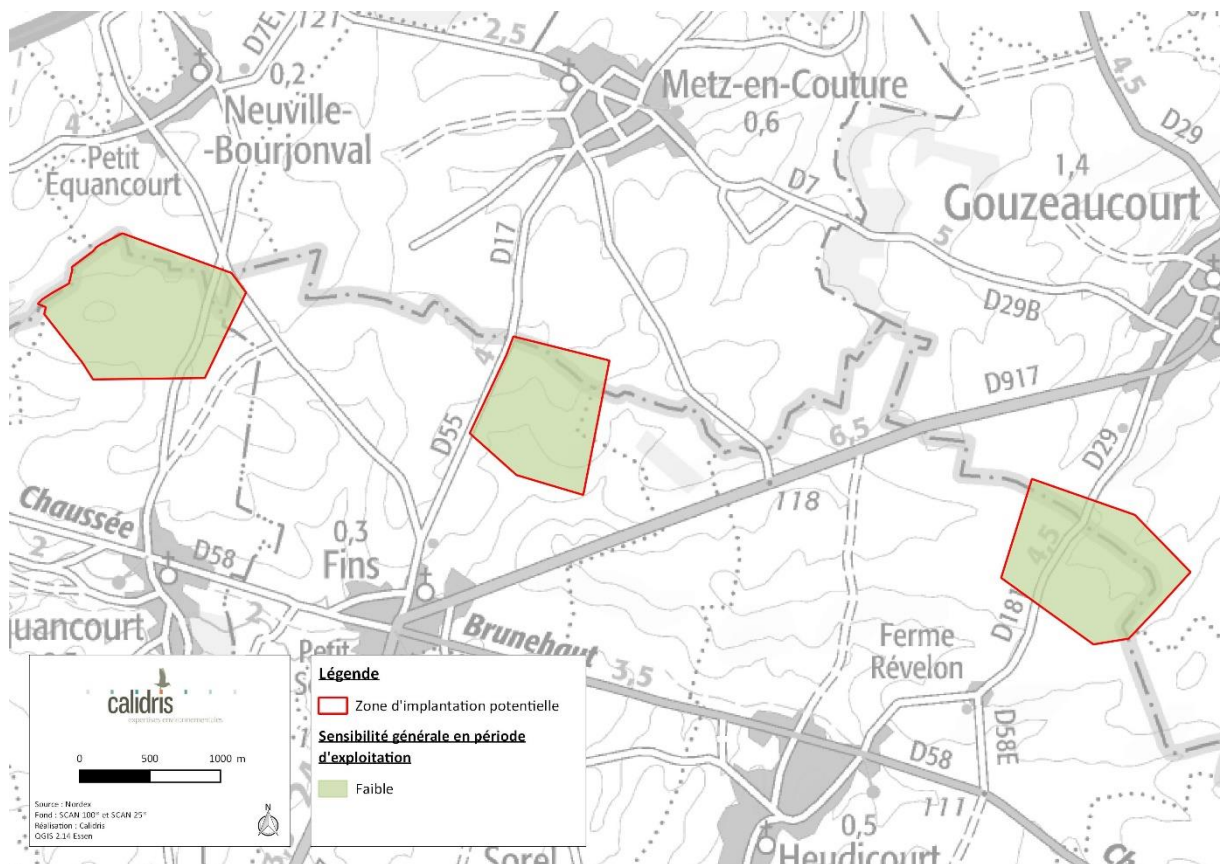 121
2,5
D7E
0,2
Neuville-
-Bourjonval
4
Petit
Équancourt
Metz-en-Couture
0,6
4,5
D29
1,4
Gouzeaucourt
D7
5
D17
D29B
4
D917
D55
6,5
D29
118
4,5
Chaussée
D58
2
0,3
Fins
2
D181
uancourt
Brunehaut
3,5
Ferme
Révelon
D58E
D58
111
0,5
Heudicourt
Sorel
Petit
calidris
expertises environnementales
0 500 1000 m
Source : Nordex
Fond : SCAN 100® et SCAN 25®
Réalisation : Calidris
QGIS 2.14 Essen
N
Légende
Zone d'implantation potentielle
Sensibilité générale en période
d'exploitation
Faible